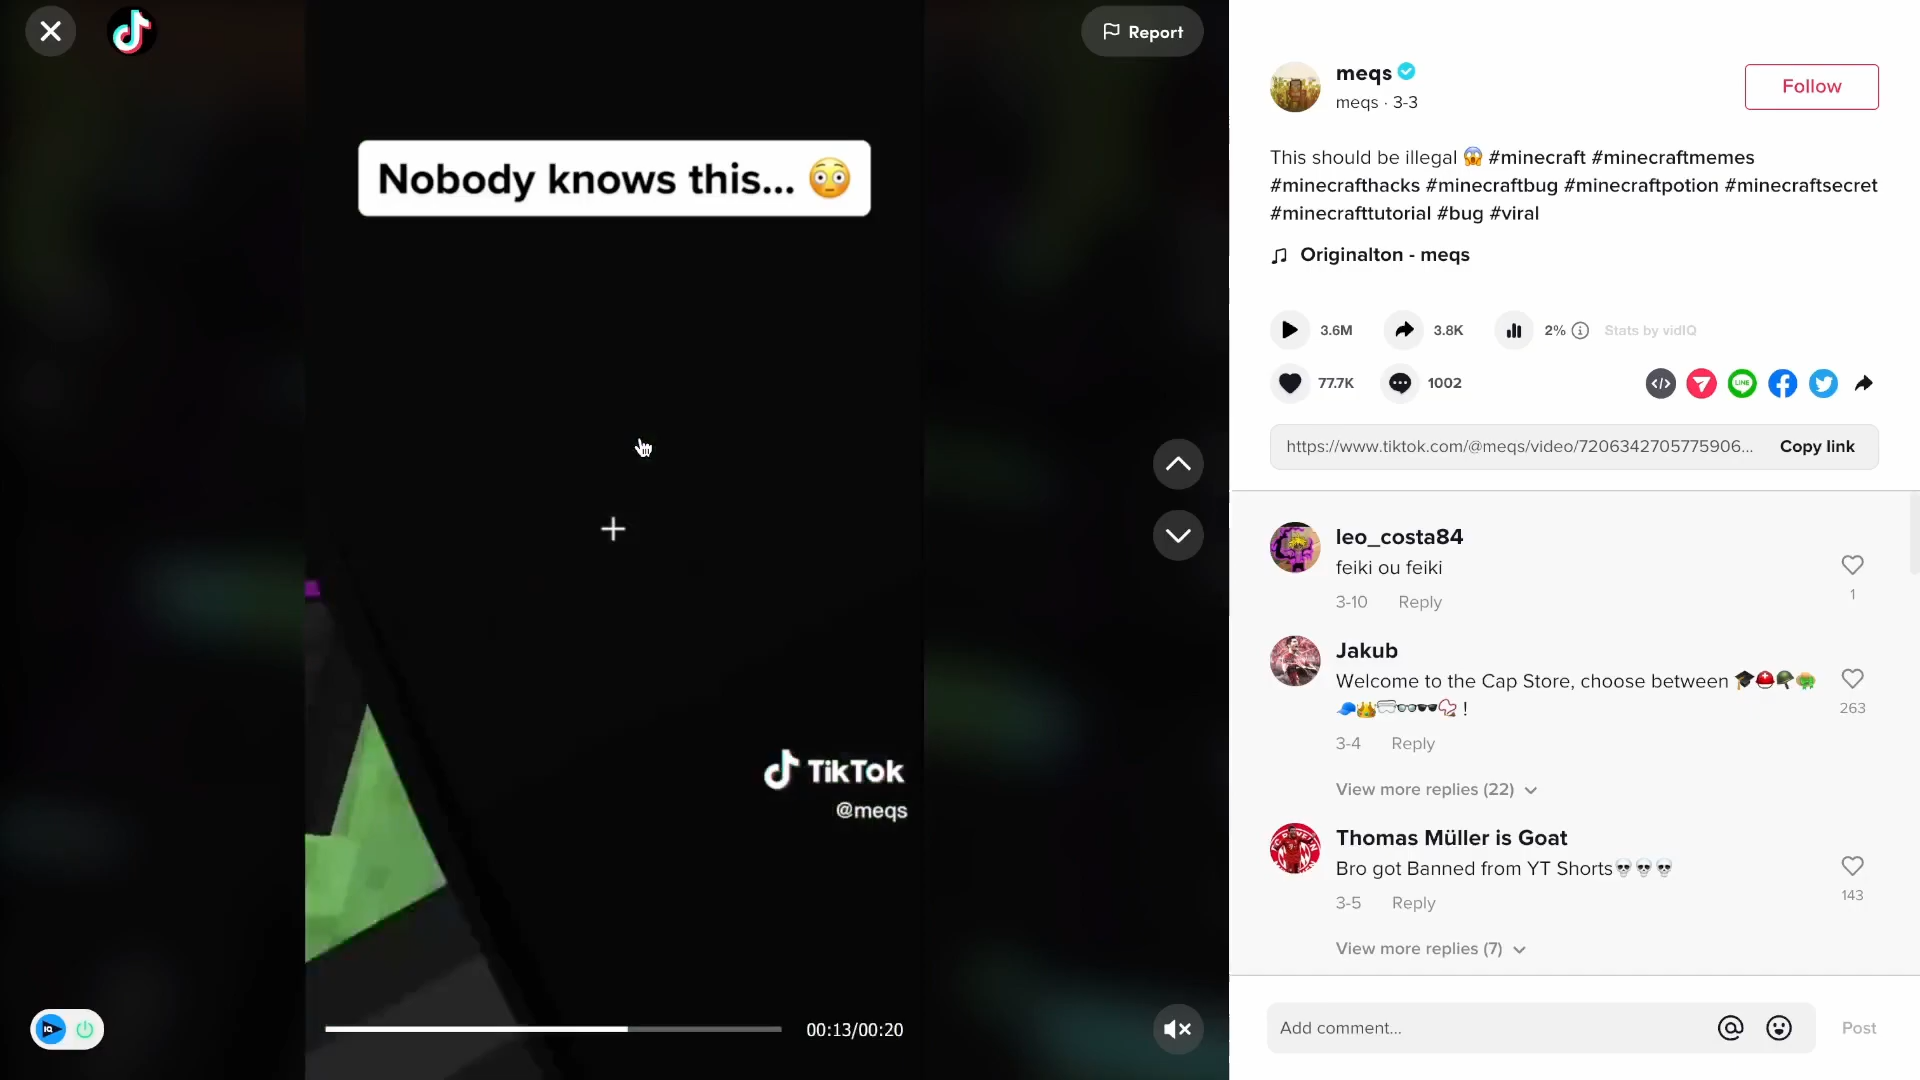 Report
Nobody knows this... 😳
TikTok
@meqs
00:13/00:20
meqs
meqs · 3-3
Follow
This should be illegal 😱 #minecraft #minecraftmemes
#minecrafthacks #minecraftbug #minecraftpotion #minecraftsecret
#minecrafttutorial #bug #viral
Originalton - meqs
3.6M 3.8K 2% Stats by vidIQ
77.7K 1002
https://www.tiktok.com/@meqs/video/7206342705775906... Copy link
leo_costa84
feiki ou feiki
1
3-10 Reply
Jakub
Welcome to the Cap Store, choose between 🎓⛑🪖🍄
🧢👑🥽👓🕶📿 !
263
3-4 Reply
View more replies (22)
Thomas Müller is Goat
Bro got Banned from YT Shorts💀💀💀
143
3-5 Reply
View more replies (7)
Add comment... Post